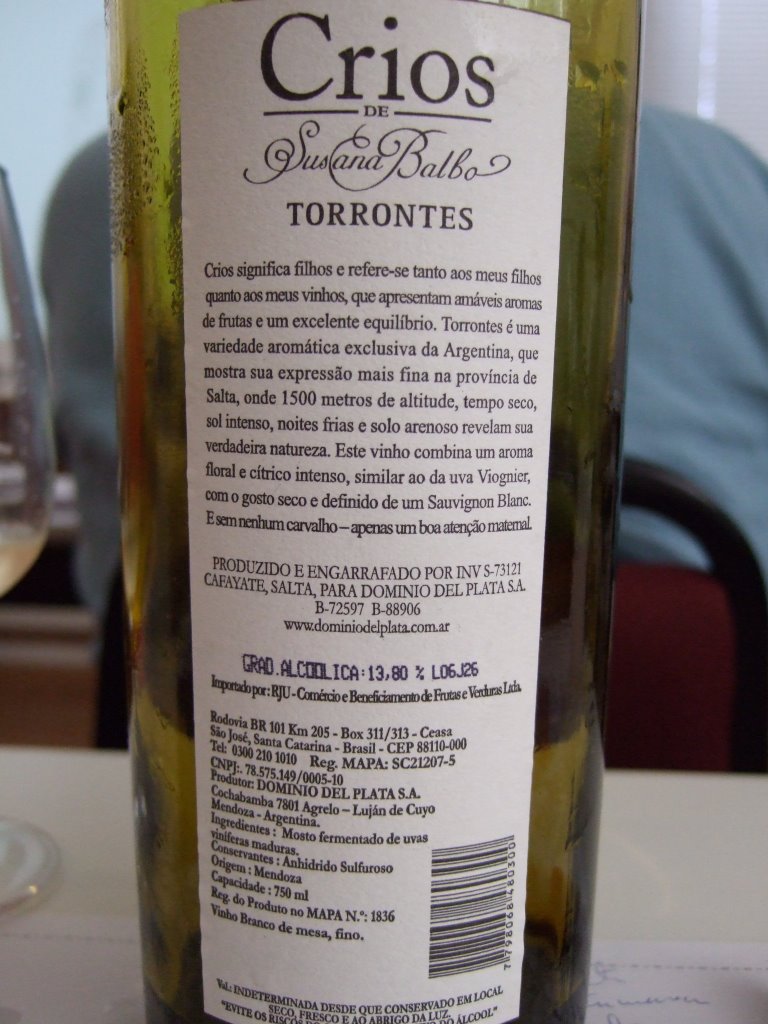 Crios
DE
Susana Balbo
TORRONTES
Crios significa filhos e refere-se tanto aos meus filhos
quanto aos meus vinhos, que apresentam amáveis aromas
de frutas e um excelente equilíbrio. Torrontes é uma
variedade aromática exclusiva da Argentina, que
mostra sua expressão mais fina na província de
Salta, onde 1500 metros de altitude, tempo seco,
sol intenso, noites frias e solo arenoso revelam sua
verdadeira natureza. Este vinho combina um aroma
floral e cítrico intenso, similar ao da uva Viognier,
com o gosto seco e definido de um Sauvignon Blanc.
E sem nenhum carvalho – apenas um boa atenção maternal.
PRODUZIDO E ENGARRAFADO POR INV S-73121
CAFAYATE, SALTA, PARA DOMINIO DEL PLATA S.A.
B-72597 B-88906
www.dominiodelplata.com.ar
GRAD.ALCOOLICA:13,80 % L06J26
Importado por: RJU - Comércio e Beneficiamento de Frutas e Verduras Ltda.
Rodovia BR 101 Km 205 - Box 311/313 - Ceasa
São José, Santa Catarina - Brasil - CEP 88110-000
Tel: 0300 210 1010 Reg. MAPA: SC21207-5
CNPJ:. 78.575.149/0005-10
Produtor: DOMINIO DEL PLATA S.A.
Cochabamba 7801 Agrelo – Luján de Cuyo
Mendoza - Argentina.
Ingredientes : Mosto fermentado de uvas
viníferas maduras.
Conservantes : Anhidrido Sulfuroso
Origem : Mendoza
Capacidade : 750 ml
Reg. do Produto no MAPA N.º: 1836
Vinho Branco de mesa, fino.
7 798068 480300
Val.: INDETERMINADA DESDE QUE CONSERVADO EM LOCAL
SECO, FRESCO E AO ABRIGO DA LUZ.
"EVITE OS RISCOS DO ÁLCOOL"